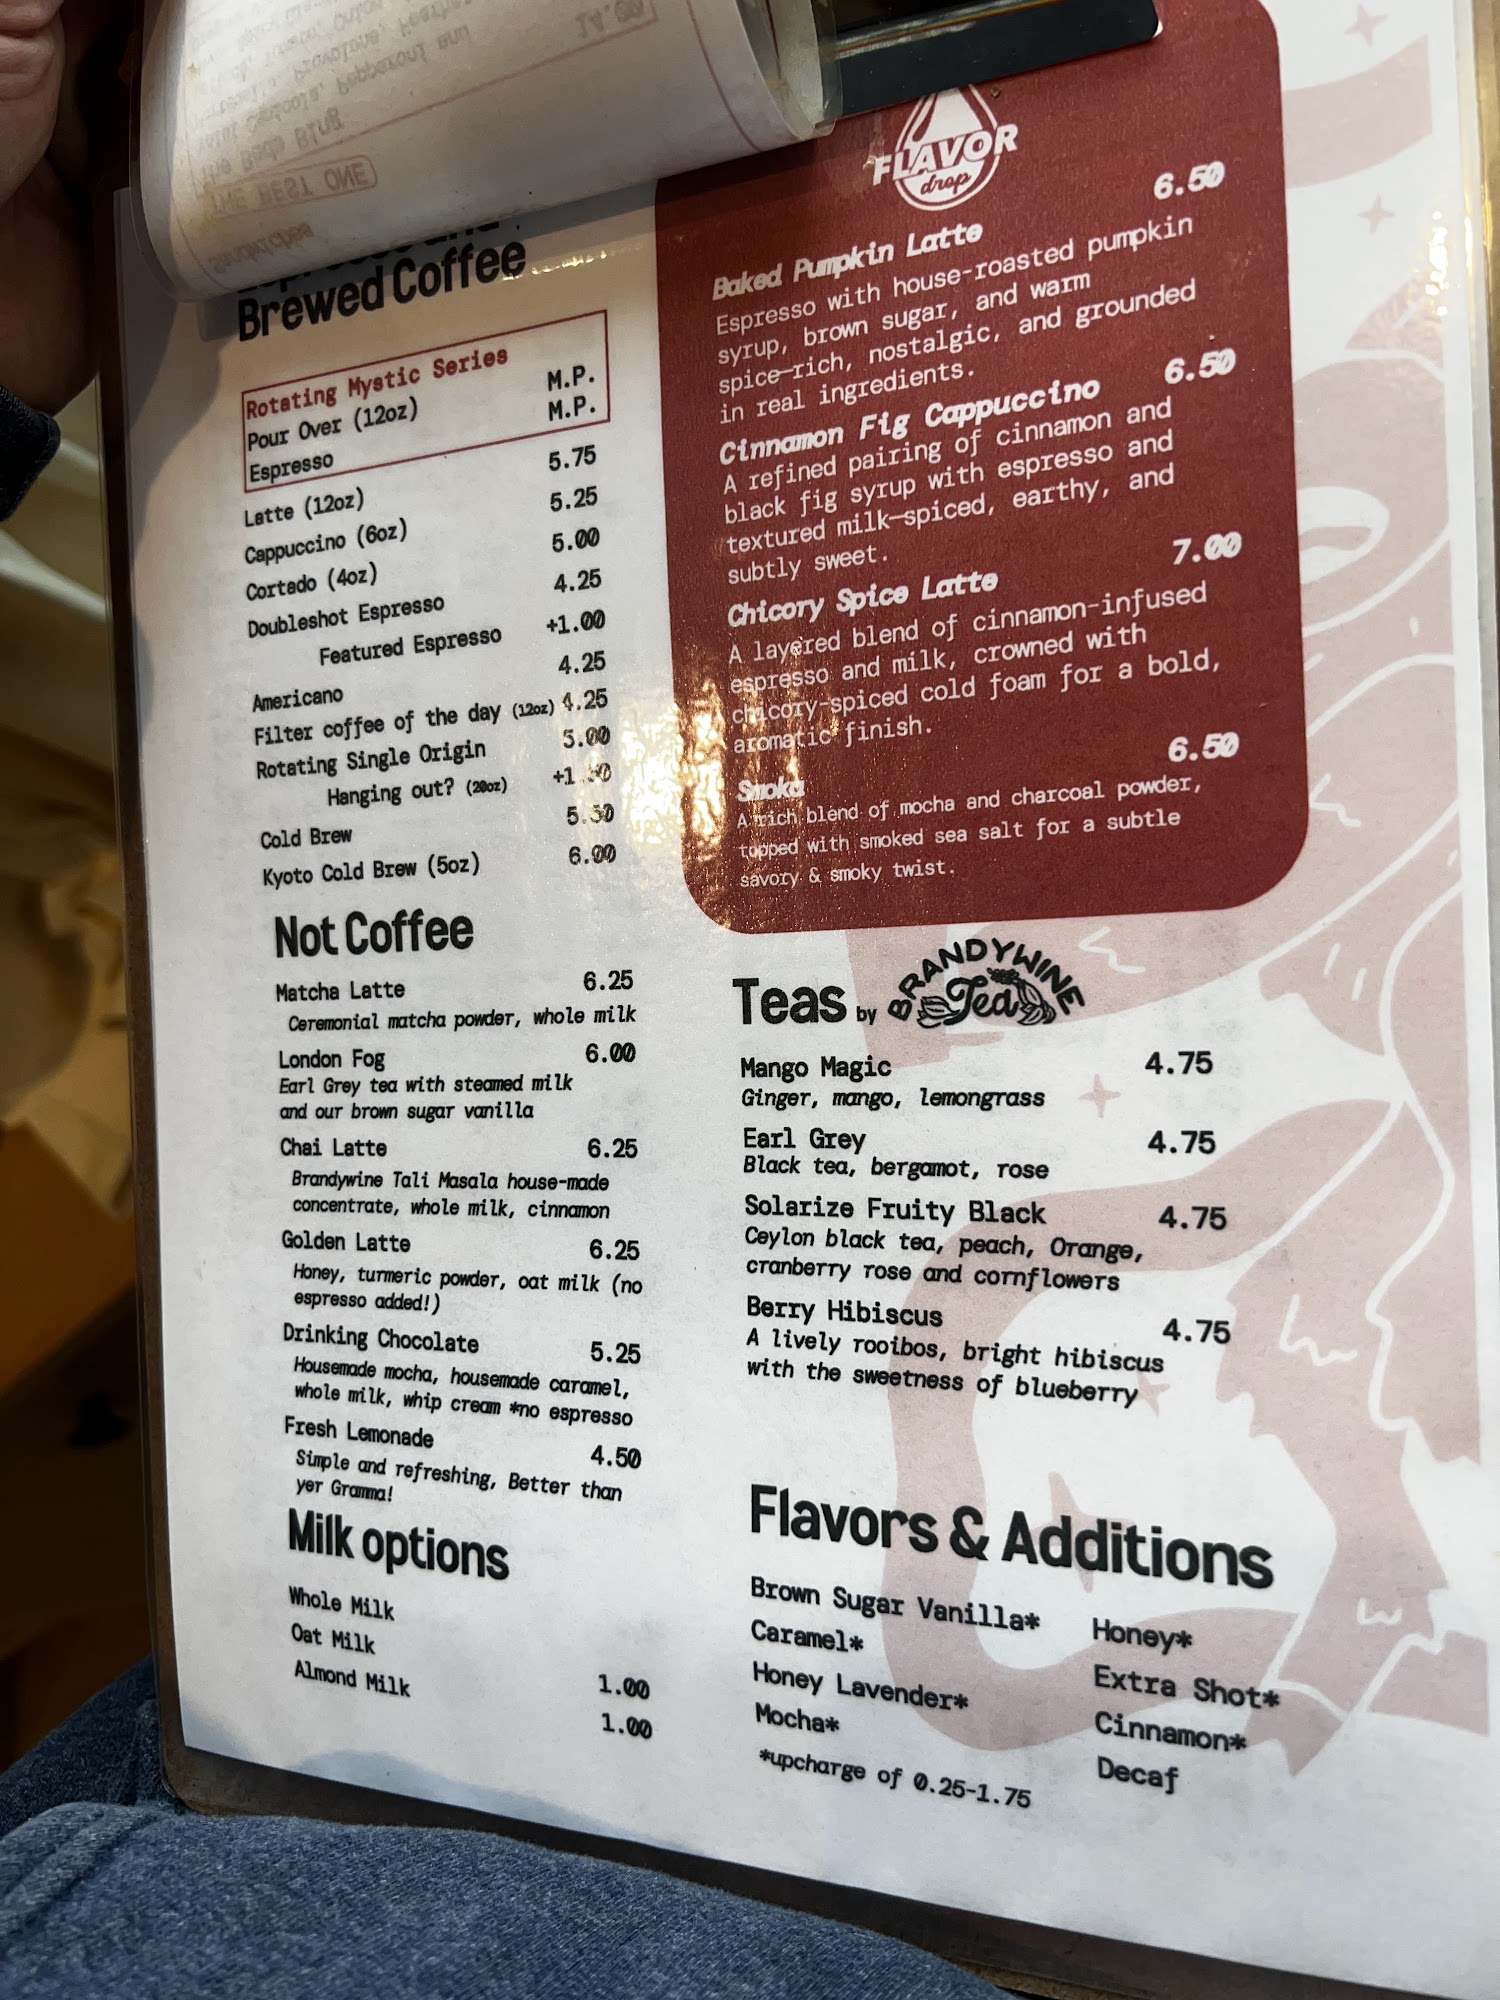 THE BEST ONE
The Bada Bing
14.00
Brewed Coffee
Rotating Mystic Series
Pour Over (12oz) M.P.
Espresso M.P.
Latte (12oz) 5.75
Cappuccino (6oz) 5.25
Cortado (4oz) 5.00
Doubleshot Espresso 4.25
Featured Espresso +1.00
Americano 4.25
Filter coffee of the day (12oz) 4.25
Rotating Single Origin 5.00
Hanging out? (20oz) +1.50
Cold Brew 5.50
Kyoto Cold Brew (5oz) 6.00
Not Coffee
Matcha Latte 6.25
Ceremonial matcha powder, whole milk
London Fog 6.00
Earl Grey tea with steamed milk
and our brown sugar vanilla
Chai Latte 6.25
Brandywine Tali Masala house-made
concentrate, whole milk, cinnamon
Golden Latte 6.25
Honey, turmeric powder, oat milk (no
espresso added!)
Drinking Chocolate 5.25
Housemade mocha, housemade caramel,
whole milk, whip cream *no espresso
Fresh Lemonade 4.50
Simple and refreshing, Better than
yer Gramma!
Milk options
Whole Milk
Oat Milk 1.00
Almond Milk 1.00
FLAVOR
drop
Baked Pumpkin Latte 6.50
Espresso with house-roasted pumpkin
syrup, brown sugar, and warm
spice-rich, nostalgic, and grounded
in real ingredients.
Cinnamon Fig Cappuccino 6.50
A refined pairing of cinnamon and
black fig syrup with espresso and
textured milk—spiced, earthy, and
subtly sweet.
Chicory Spice Latte 7.00
A layered blend of cinnamon-infused
espresso and milk, crowned with
chicory-spiced cold foam for a bold,
aromatic finish.
Smoka 6.50
A rich blend of mocha and charcoal powder,
topped with smoked sea salt for a subtle
savory & smoky twist.
Teas by BRANDYWINE Tea
Mango Magic 4.75
Ginger, mango, lemongrass
Earl Grey 4.75
Black tea, bergamot, rose
Solarize Fruity Black 4.75
Ceylon black tea, peach, Orange,
cranberry rose and cornflowers
Berry Hibiscus 4.75
A lively rooibos, bright hibiscus
with the sweetness of blueberry
Flavors & Additions
Brown Sugar Vanilla*
Caramel*
Honey Lavender*
Mocha*
*upcharge of 0.25-1.75
Honey*
Extra Shot*
Cinnamon*
Decaf